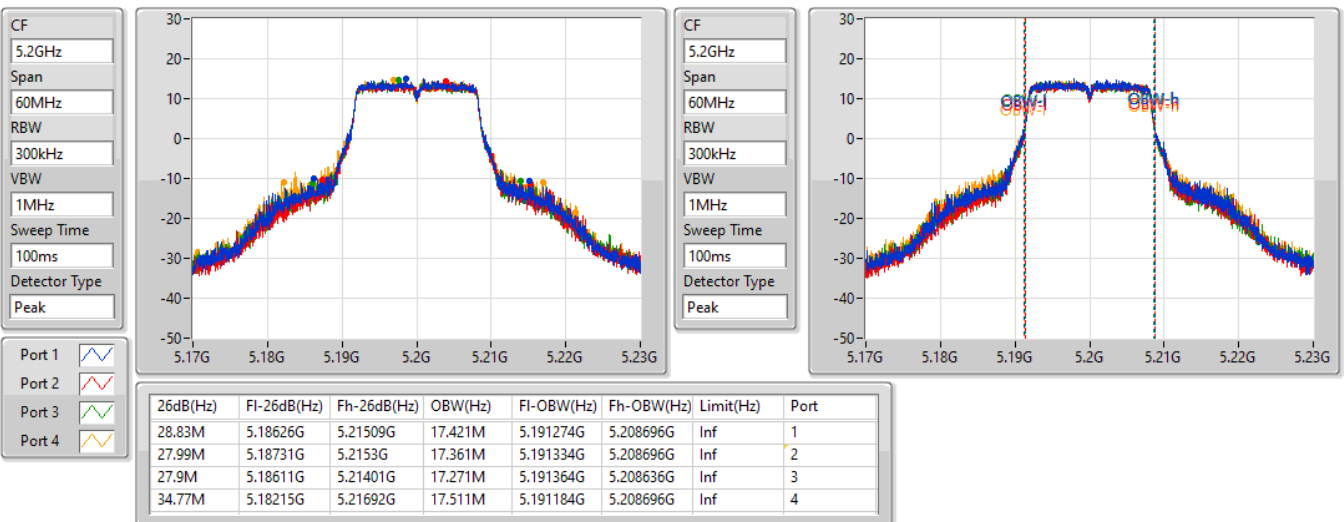 CF
5.2GHz
Span
60MHz
RBW
300kHz
VBW
1MHz
Sweep Time
100ms
Detector Type
Peak
30
20
10
0
-10
-20
-30
-40
-50
5.17G 5.18G 5.19G 5.2G 5.21G 5.22G 5.23G
CF
5.2GHz
Span
60MHz
RBW
300kHz
VBW
1MHz
Sweep Time
100ms
Detector Type
Peak
30
20
10
0
-10
-20
-30
-40
-50
OBW-l OBW-h
5.17G 5.18G 5.19G 5.2G 5.21G 5.22G 5.23G
Port 1
Port 2
Port 3
Port 4
26dB(Hz) Fl-26dB(Hz) Fh-26dB(Hz) OBW(Hz) Fl-OBW(Hz) Fh-OBW(Hz) Limit(Hz) Port
28.83M 5.18626G 5.21509G 17.421M 5.191274G 5.208696G Inf 1
27.99M 5.18731G 5.2153G 17.361M 5.191334G 5.208696G Inf 2
27.9M 5.18611G 5.21401G 17.271M 5.191364G 5.208636G Inf 3
34.77M 5.18215G 5.21692G 17.511M 5.191184G 5.208696G Inf 4